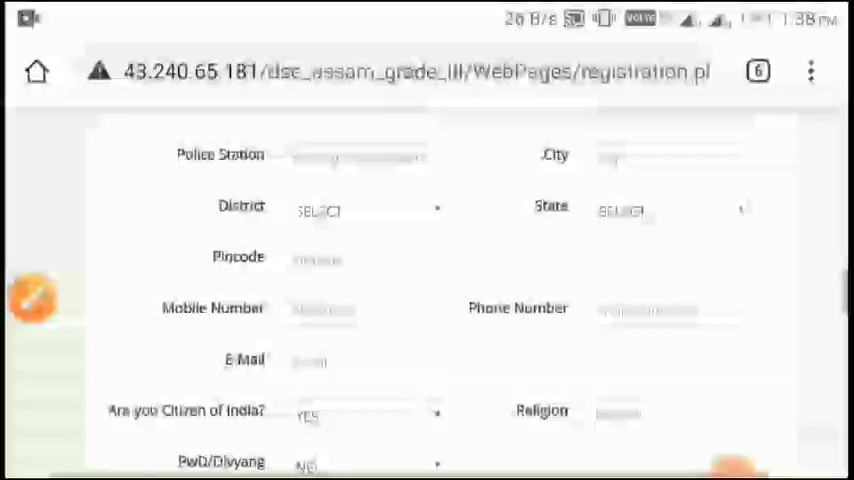 1:38 PM
43.240.65.181/dse_assam_grade_III/WebPages/registration.pl
6
Police Station
City
District SELECT State SELECT
Pincode
Mobile Number Phone Number
E-Mail
Are you Citizen of India? YES Religion
PwD/Divyang NO